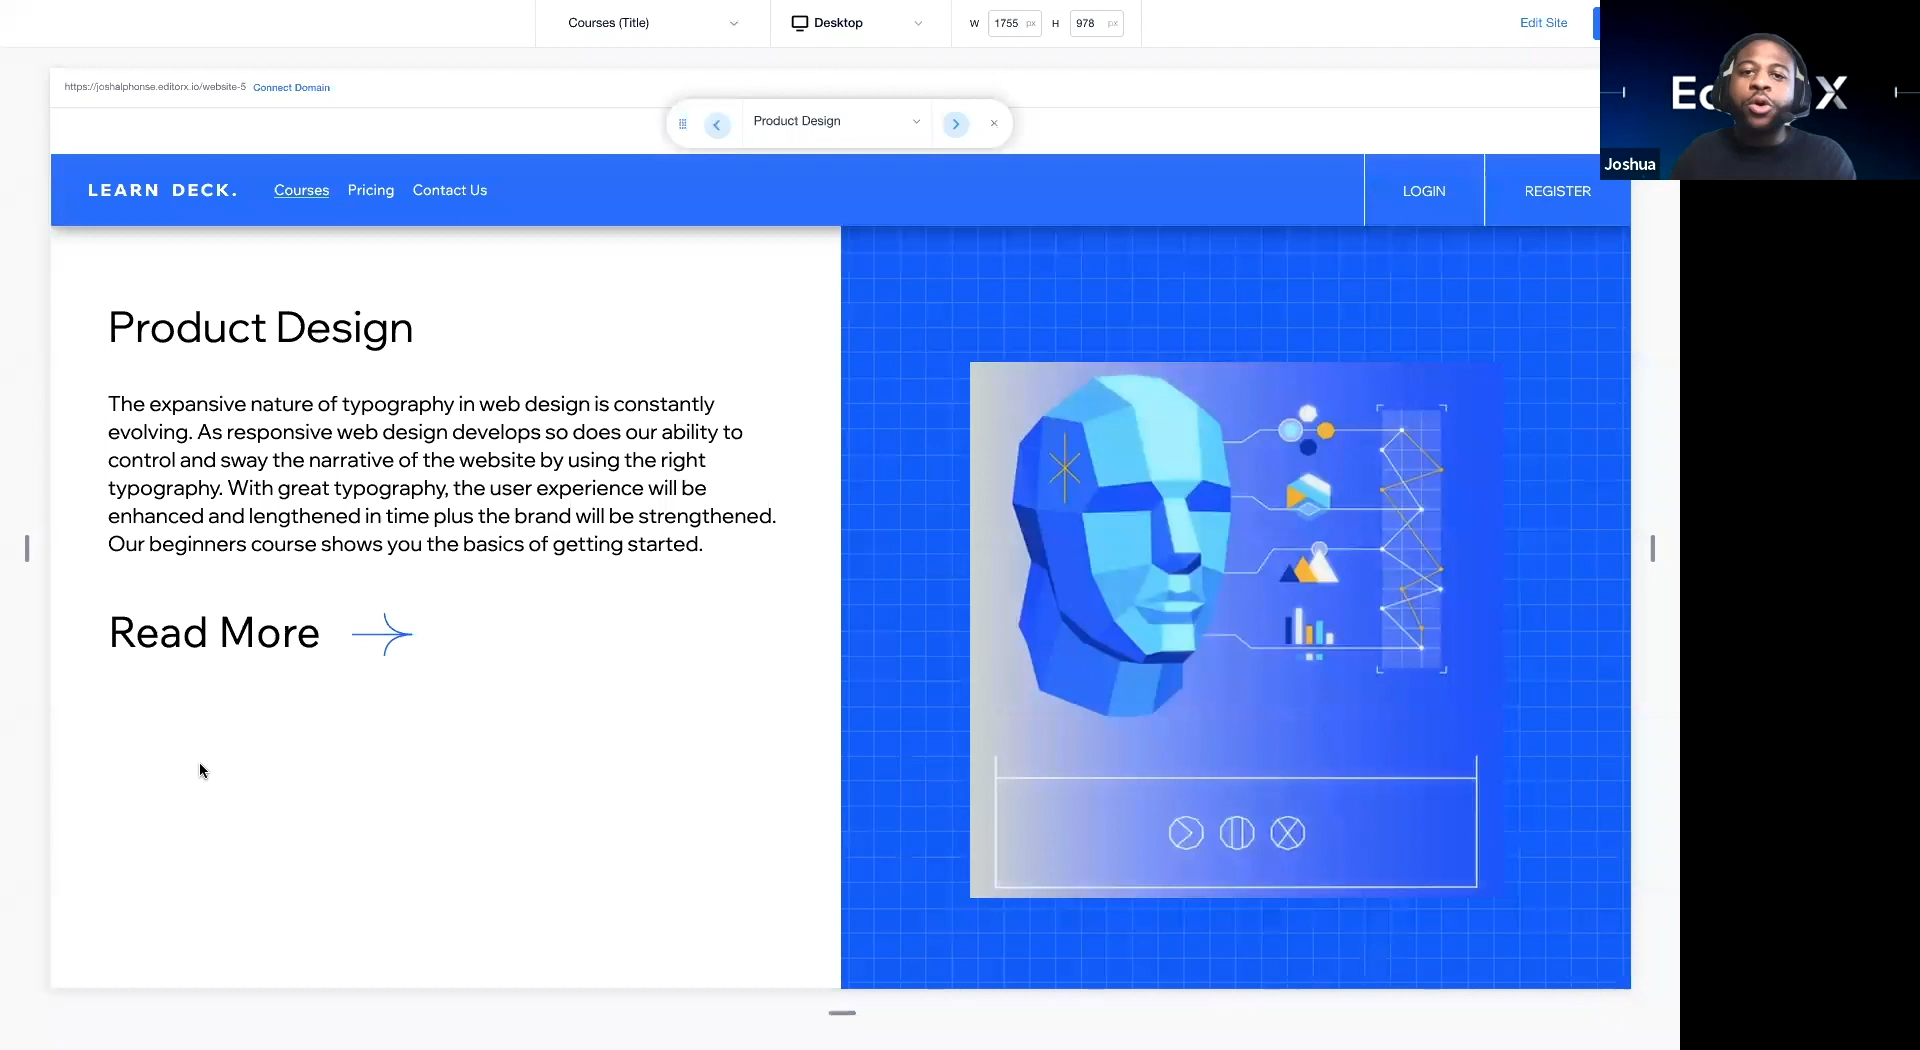 Courses (Title)
Desktop
W 1755 px H 978 px
Edit Site
https://joshalphonse.editorx.io/website-5 Connect Domain
Product Design
Joshua
LEARN DECK. Courses Pricing Contact Us LOGIN REGISTER
Product Design
The expansive nature of typography in web design is constantly
evolving. As responsive web design develops so does our ability to
control and sway the narrative of the website by using the right
typography. With great typography, the user experience will be
enhanced and lengthened in time plus the brand will be strengthened.
Our beginners course shows you the basics of getting started.
Read More